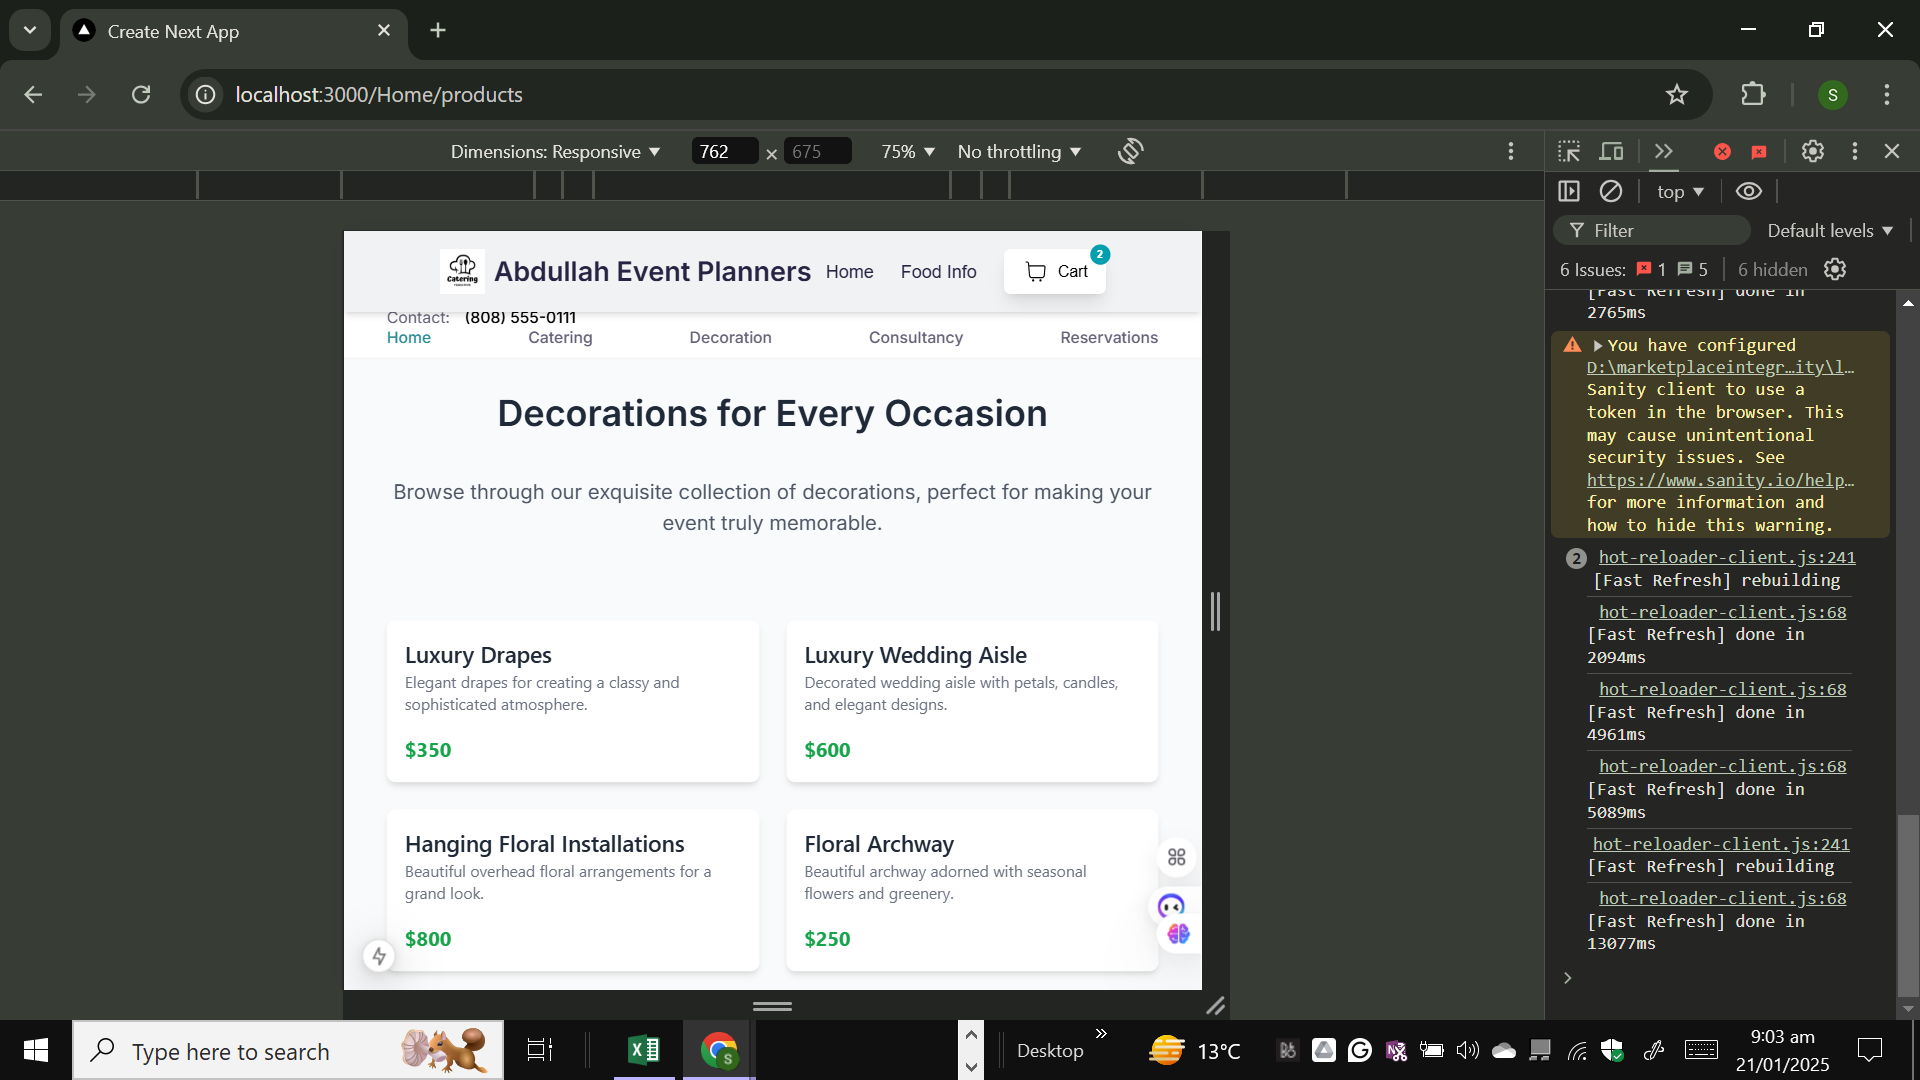 Create Next App
localhost:3000/Home/products
S
Dimensions: Responsive
762 × 675
75%
No throttling
top
Filter
Default levels
6 Issues: 1 5
6 hidden
Catering
Abdullah Event Planners
Home
Food Info
Cart
2
Contact: (808) 555-0111
Home
Catering
Decoration
Consultancy
Reservations
Decorations for Every Occasion
Browse through our exquisite collection of decorations, perfect for making your
event truly memorable.
Luxury Drapes
Elegant drapes for creating a classy and
sophisticated atmosphere.
$350
Luxury Wedding Aisle
Decorated wedding aisle with petals, candles,
and elegant designs.
$600
Hanging Floral Installations
Beautiful overhead floral arrangements for a
grand look.
$800
Floral Archway
Beautiful archway adorned with seasonal
flowers and greenery.
$250
[Fast Refresh] done in
2765ms
You have configured
D:\marketplaceintegr…ity\l…
Sanity client to use a
token in the browser. This
may cause unintentional
security issues. See
https://www.sanity.io/help…
for more information and
how to hide this warning.
2 hot-reloader-client.js:241
[Fast Refresh] rebuilding
hot-reloader-client.js:68
[Fast Refresh] done in
2094ms
hot-reloader-client.js:68
[Fast Refresh] done in
4961ms
hot-reloader-client.js:68
[Fast Refresh] done in
5089ms
hot-reloader-client.js:241
[Fast Refresh] rebuilding
hot-reloader-client.js:68
[Fast Refresh] done in
13077ms
Type here to search
Desktop
13°C
9:03 am
21/01/2025